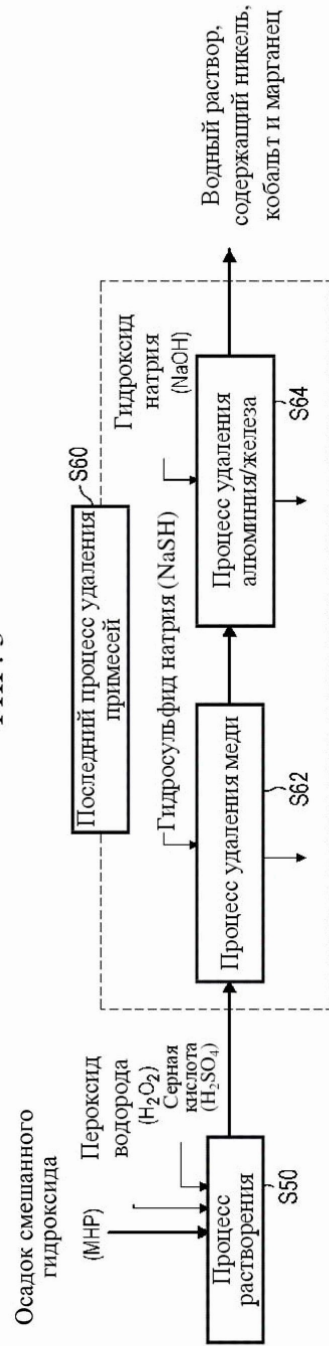 Осадок смешанного
гидроксида
(MHP)
Пероксид
водорода
(H₂O₂)
Серная
кислота
(H₂SO₄)
Процесс
растворения
S50
Последний процесс удаления
примесей
S60
Гидросульфид натрия (NaSH)
Процесс удаления меди
S62
Гидроксид
натрия
(NaOH)
Процесс удаления
алюминия/железа
S64
Водный раствор,
содержащий никель,
кобальт и марганец